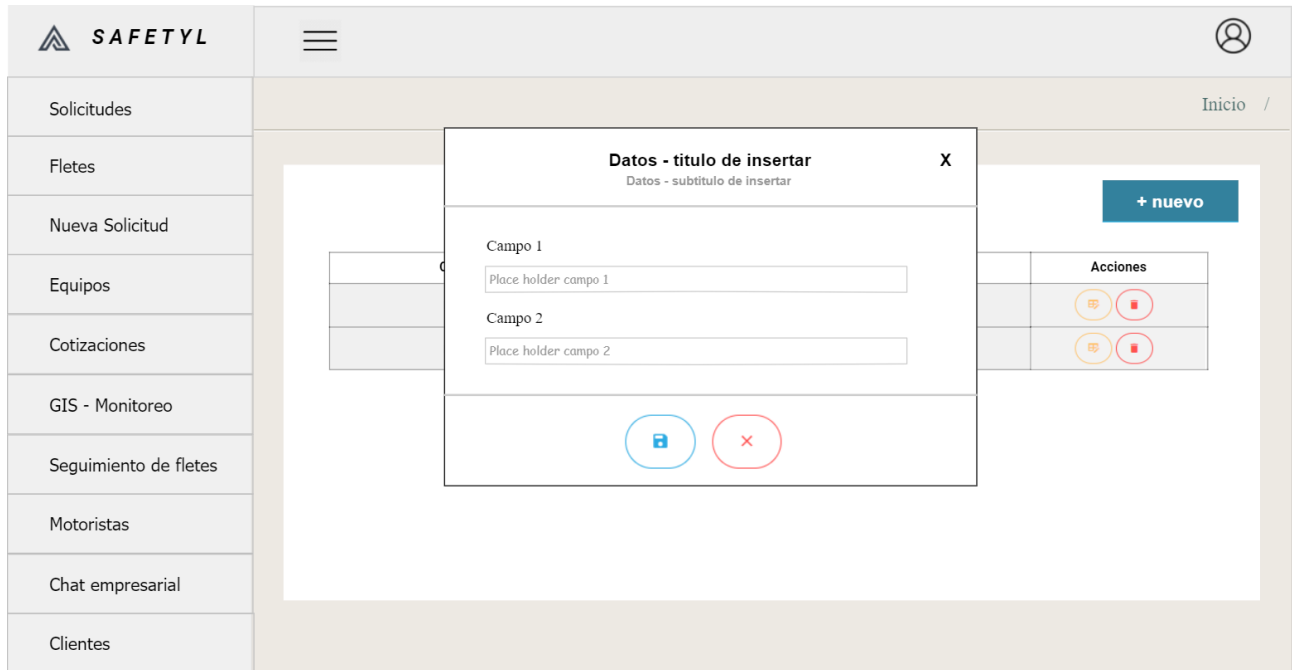 SAFETYL
Solicitudes
Fletes
Nueva Solicitud
Equipos
Cotizaciones
GIS - Monitoreo
Seguimiento de fletes
Motoristas
Chat empresarial
Clientes
Inicio /
+ nuevo
Acciones
Datos - titulo de insertar
X
Datos - subtitulo de insertar
Campo 1
Place holder campo 1
Campo 2
Place holder campo 2